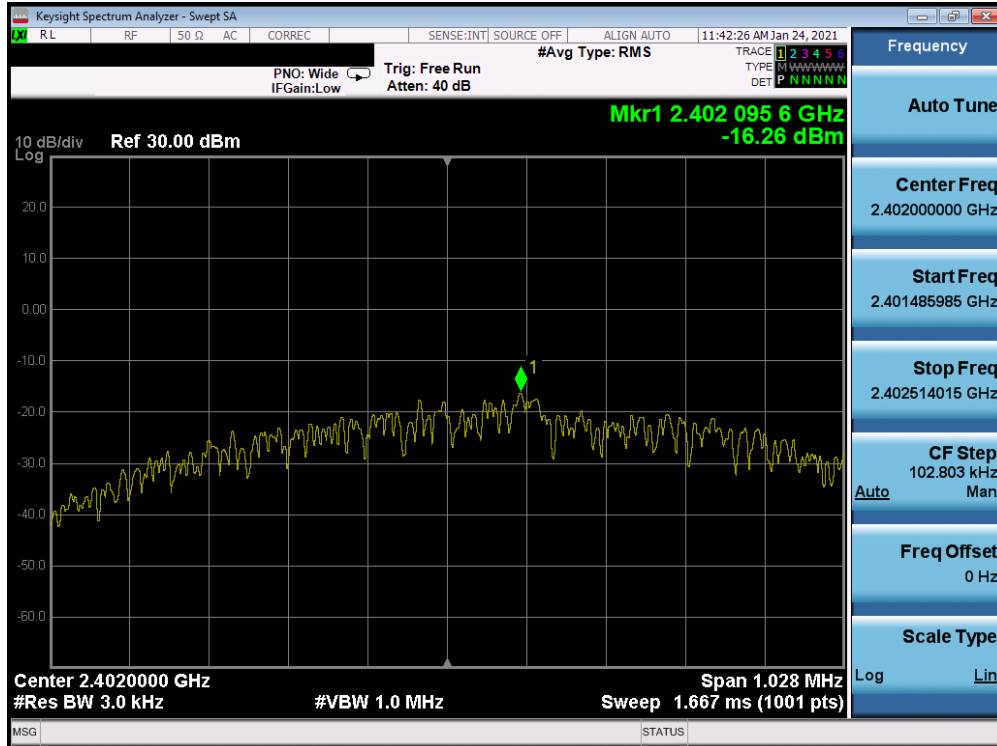 Keysight Spectrum Analyzer - Swept SA
LXI RL RF 50 Ω AC CORREC SENSE:INT SOURCE OFF ALIGN AUTO 11:42:26 AM Jan 24, 2021
#Avg Type: RMS
TRACE 1 2 3 4 5 6
PNO: Wide Trig: Free Run
TYPE M W W W W W
IFGain:Low Atten: 40 dB
DET P N N N N N
Mkr1 2.402 095 6 GHz
-16.26 dBm
10 dB/div Ref 30.00 dBm
Log
20.0
10.0
0.00
-10.0
1
-20.0
-30.0
-40.0
-50.0
-60.0
Center 2.4020000 GHz Span 1.028 MHz
#Res BW 3.0 kHz #VBW 1.0 MHz Sweep 1.667 ms (1001 pts)
MSG STATUS
Frequency
Auto Tune
Center Freq
2.402000000 GHz
Start Freq
2.401485985 GHz
Stop Freq
2.402514015 GHz
CF Step
102.803 kHz
Auto Man
Freq Offset
0 Hz
Scale Type
Log Lin